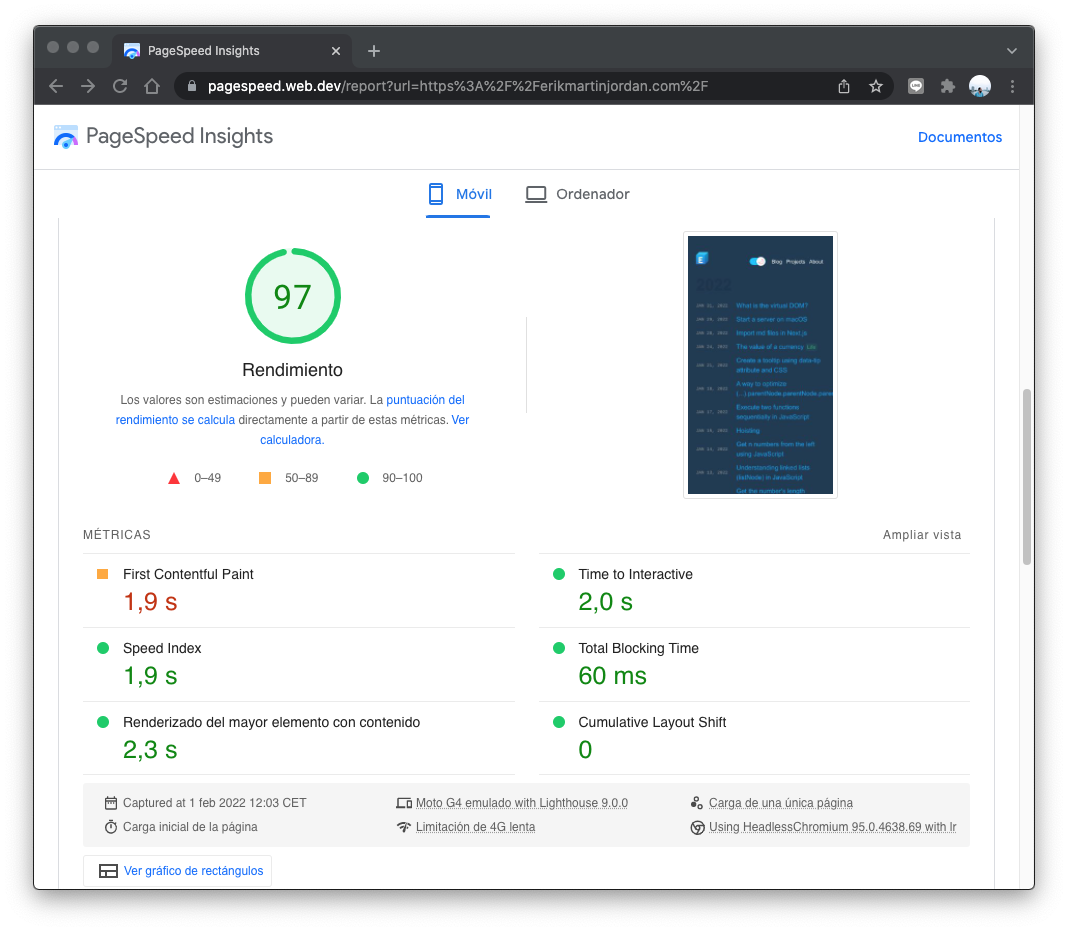 PageSpeed Insights
pagespeed.web.dev/report?url=https%3A%2F%2Ferikmartinjordan.com%2F
PageSpeed Insights
Documentos
Móvil
Ordenador
97
Rendimiento
Los valores son estimaciones y pueden variar. La puntuación del
rendimiento se calcula directamente a partir de estas métricas. Ver
calculadora.
0–49
50–89
90–100
E
Blog Projects About
2022
What is the virtual DOM?
Start a server on macOS
Import md files in Next.js
The value of a currency
Create a tooltip using data-tip
attribute and CSS
A way to optimize
(...).parentNode.parentNode.
Execute two functions
sequentially in JavaScript
Hoisting
Get n numbers from the left
using JavaScript
Understanding linked lists
(listNode) in JavaScript
Get the number's length
MÉTRICAS
Ampliar vista
First Contentful Paint
1,9 s
Time to Interactive
2,0 s
Speed Index
1,9 s
Total Blocking Time
60 ms
Renderizado del mayor elemento con contenido
2,3 s
Cumulative Layout Shift
0
Captured at 1 feb 2022 12:03 CET
Moto G4 emulado with Lighthouse 9.0.0
Carga de una única página
Carga inicial de la página
Limitación de 4G lenta
Using HeadlessChromium 95.0.4638.69 with lr
Ver gráfico de rectángulos